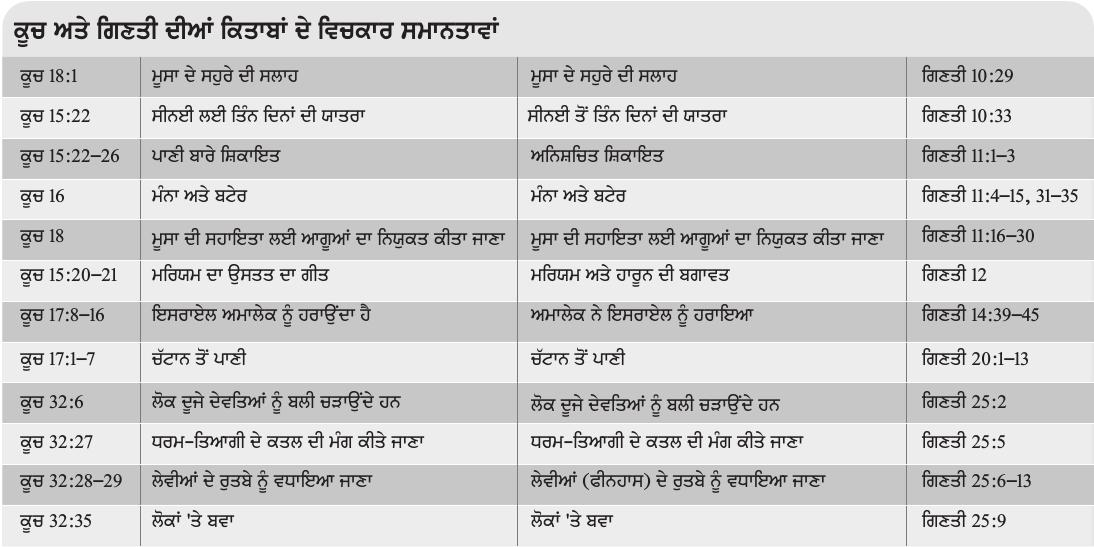 ਕੂਚ ਅਤੇ ਗਿਣਤੀ ਦੀਆਂ ਕਿਤਾਬਾਂ ਦੇ ਵਿਚਕਾਰ ਸਮਾਨਤਾਵਾਂ
ਕੂਚ 18:1 ਮੂਸਾ ਦੇ ਸਹੁਰੇ ਦੀ ਸਲਾਹ ਮੂਸਾ ਦੇ ਸਹੁਰੇ ਦੀ ਸਲਾਹ ਗਿਣਤੀ 10:29
ਕੂਚ 15:22 ਸੀਨਈ ਲਈ ਤਿੰਨ ਦਿਨਾਂ ਦੀ ਯਾਤਰਾ ਸੀਨਈ ਤੋਂ ਤਿੰਨ ਦਿਨਾਂ ਦੀ ਯਾਤਰਾ ਗਿਣਤੀ 10:33
ਕੂਚ 15:22–26 ਪਾਣੀ ਬਾਰੇ ਸ਼ਿਕਾਇਤ ਅਨਿਸ਼ਚਿਤ ਸ਼ਿਕਾਇਤ ਗਿਣਤੀ 11:1–3
ਕੂਚ 16 ਮੰਨਾ ਅਤੇ ਬਟੇਰ ਮੰਨਾ ਅਤੇ ਬਟੇਰ ਗਿਣਤੀ 11:4–15, 31–35
ਕੂਚ 18 ਮੂਸਾ ਦੀ ਸਹਾਇਤਾ ਲਈ ਆਗੂਆਂ ਦਾ ਨਿਯੁਕਤ ਕੀਤਾ ਜਾਣਾ ਮੂਸਾ ਦੀ ਸਹਾਇਤਾ ਲਈ ਆਗੂਆਂ ਦਾ ਨਿਯੁਕਤ ਕੀਤਾ ਜਾਣਾ ਗਿਣਤੀ 11:16–30
ਕੂਚ 15:20–21 ਮਰਿਯਮ ਦਾ ਉਸਤਤ ਦਾ ਗੀਤ ਮਰਿਯਮ ਅਤੇ ਹਾਰੂਨ ਦੀ ਬਗਾਵਤ ਗਿਣਤੀ 12
ਕੂਚ 17:8–16 ਇਸਰਾਏਲ ਅਮਾਲੇਕ ਨੂੰ ਹਰਾਉਂਦਾ ਹੈ ਅਮਾਲੇਕ ਨੇ ਇਸਰਾਏਲ ਨੂੰ ਹਰਾਇਆ ਗਿਣਤੀ 14:39–45
ਕੂਚ 17:1–7 ਚੱਟਾਨ ਤੋਂ ਪਾਣੀ ਚੱਟਾਨ ਤੋਂ ਪਾਣੀ ਗਿਣਤੀ 20:1–13
ਕੂਚ 32:6 ਲੋਕ ਦੂਜੇ ਦੇਵਤਿਆਂ ਨੂੰ ਬਲੀ ਚੜਾਉਂਦੇ ਹਨ ਲੋਕ ਦੂਜੇ ਦੇਵਤਿਆਂ ਨੂੰ ਬਲੀ ਚੜਾਉਂਦੇ ਹਨ ਗਿਣਤੀ 25:2
ਕੂਚ 32:27 ਧਰਮ-ਤਿਆਗੀ ਦੇ ਕਤਲ ਦੀ ਮੰਗ ਕੀਤੇ ਜਾਣਾ ਧਰਮ-ਤਿਆਗੀ ਦੇ ਕਤਲ ਦੀ ਮੰਗ ਕੀਤੇ ਜਾਣਾ ਗਿਣਤੀ 25:5
ਕੂਚ 32:28–29 ਲੇਵੀਆਂ ਦੇ ਰੁਤਬੇ ਨੂੰ ਵਧਾਇਆ ਜਾਣਾ ਲੇਵੀਆਂ (ਫੀਨਹਾਸ) ਦੇ ਰੁਤਬੇ ਨੂੰ ਵਧਾਇਆ ਜਾਣਾ ਗਿਣਤੀ 25:6–13
ਕੂਚ 32:35 ਲੋਕਾਂ 'ਤੇ ਬਵਾ ਲੋਕਾਂ 'ਤੇ ਬਵਾ ਗਿਣਤੀ 25:9